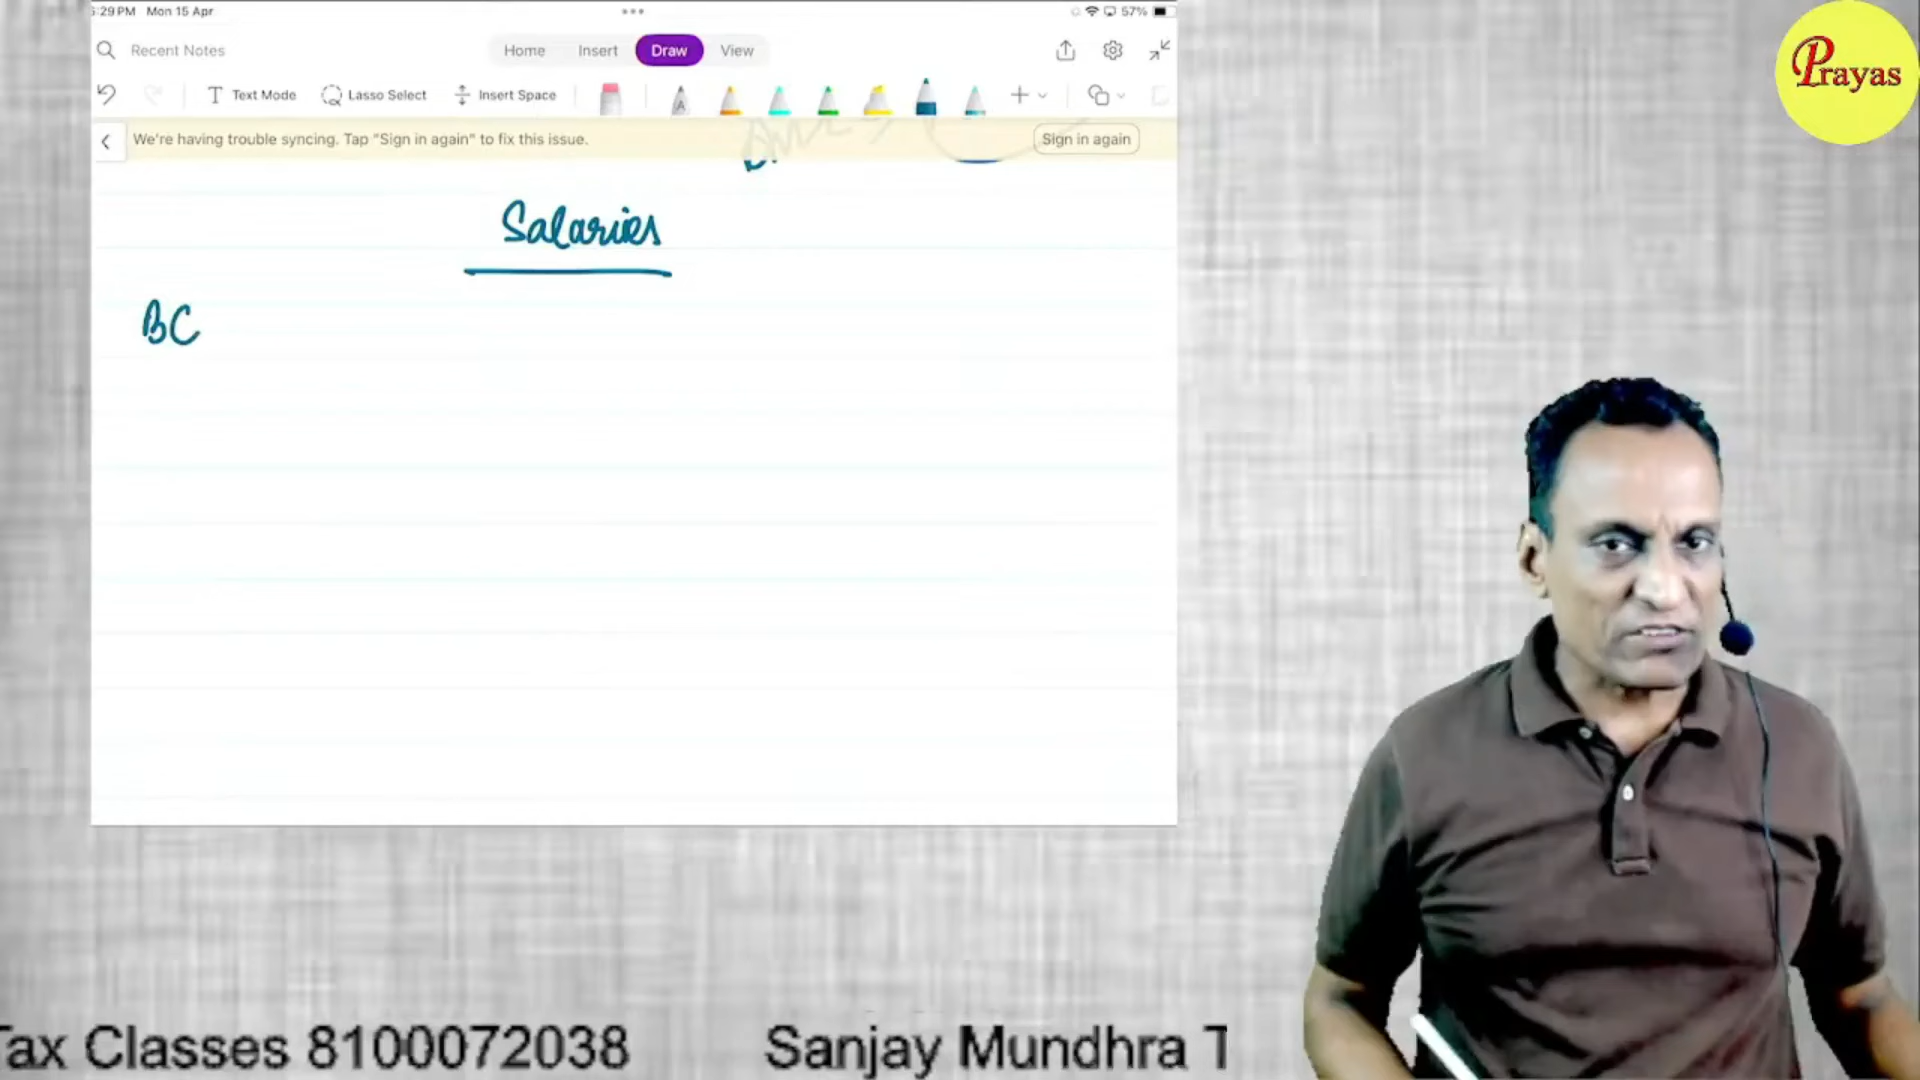 :29 PM Mon 15 Apr
57%
Prayas
Recent Notes
Home Insert Draw View
Text Mode Lasso Select Insert Space
We're having trouble syncing. Tap "Sign in again" to fix this issue.
Sign in again
Salaries
BC
Tax Classes 8100072038 Sanjay Mundhra T